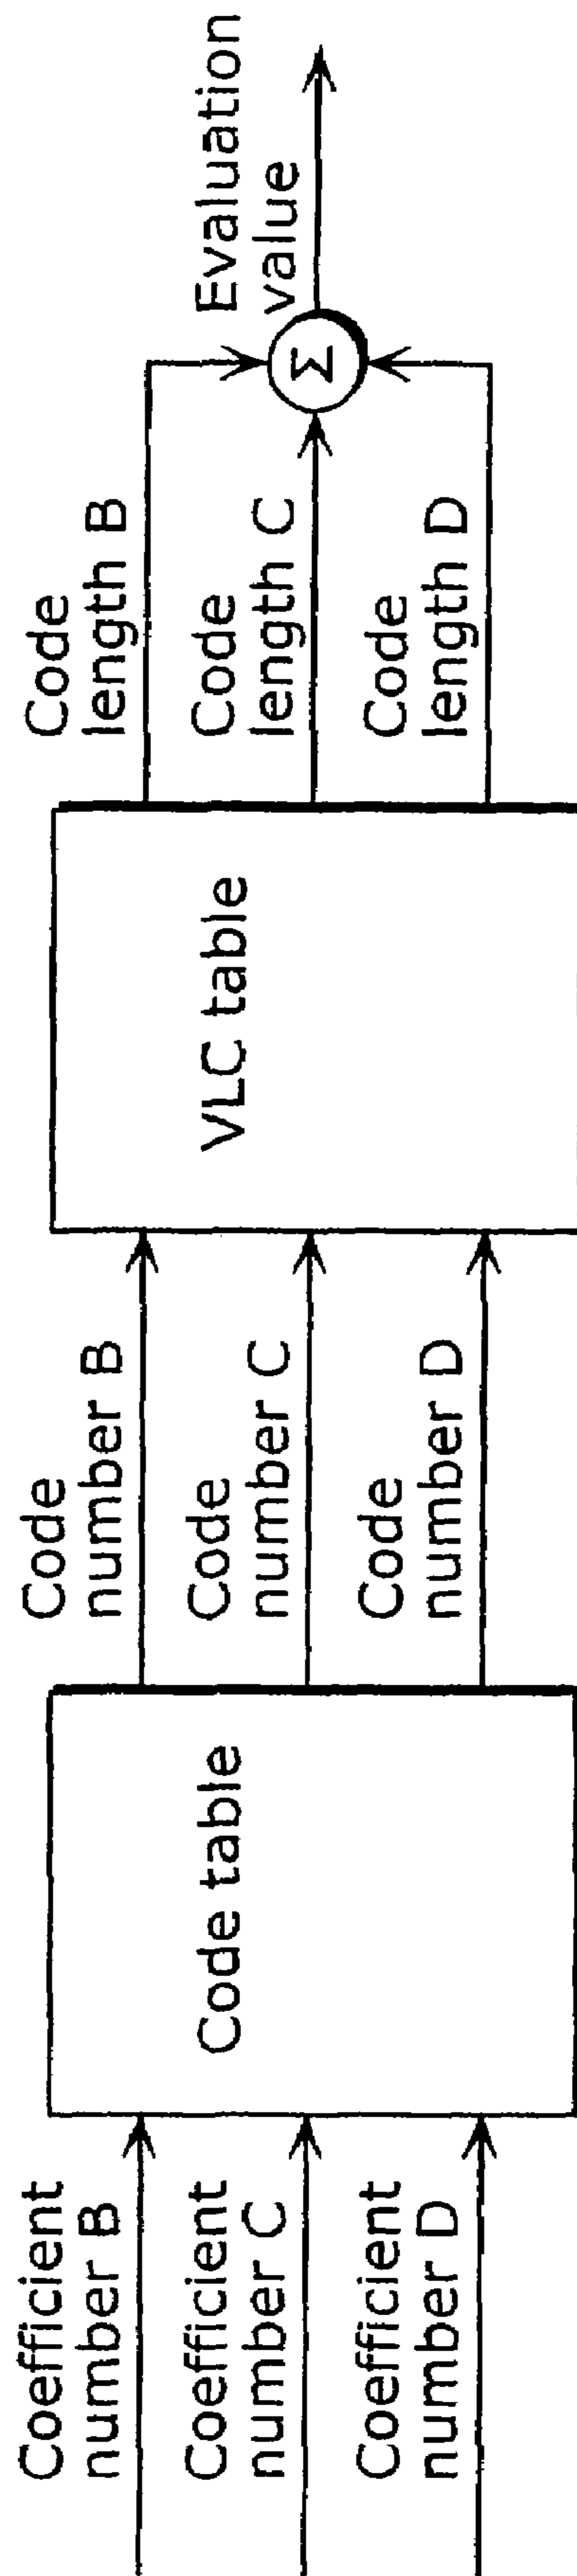 Coefficient
number B
Coefficient
number C
Coefficient
number D
Code table
Code
number B
Code
number C
Code
number D
VLC table
Code
length B
Code
length C
Code
length D
Σ
Evaluation
value